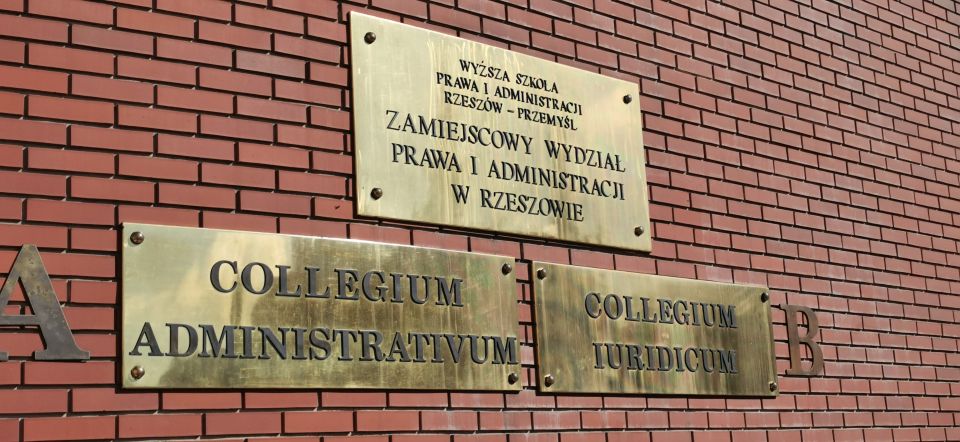 WYŻSZA SZKOŁA
PRAWA I ADMINISTRACJI
RZESZÓW – PRZEMYŚL
ZAMIEJSCOWY WYDZIAŁ
PRAWA I ADMINISTRACJI
W RZESZOWIE
A
COLLEGIUM
ADMINISTRATIVUM
COLLEGIUM
IURIDICUM
B